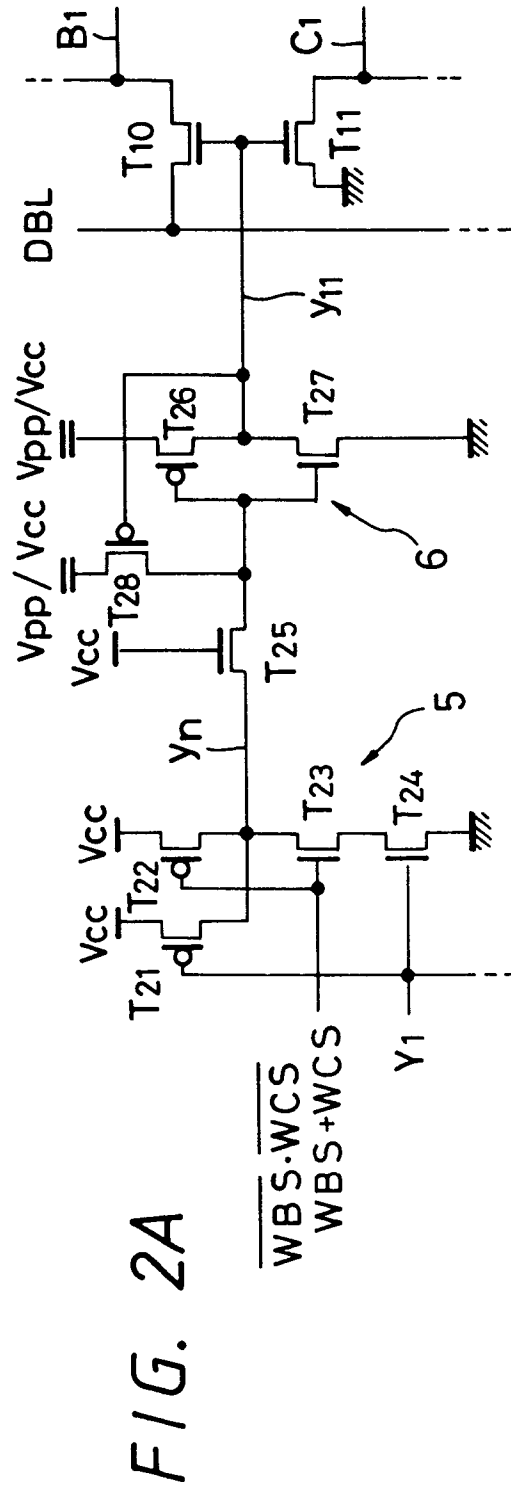 FIG. 2A
WBS·WCS
WBS+WCS
Y1
Vcc
T21
Vcc
T22
T23
T24
5
yn
Vcc
T25
Vpp/Vcc
T28
Vpp/Vcc
T26
T27
6
y11
DBL
T10
T11
B1
C1